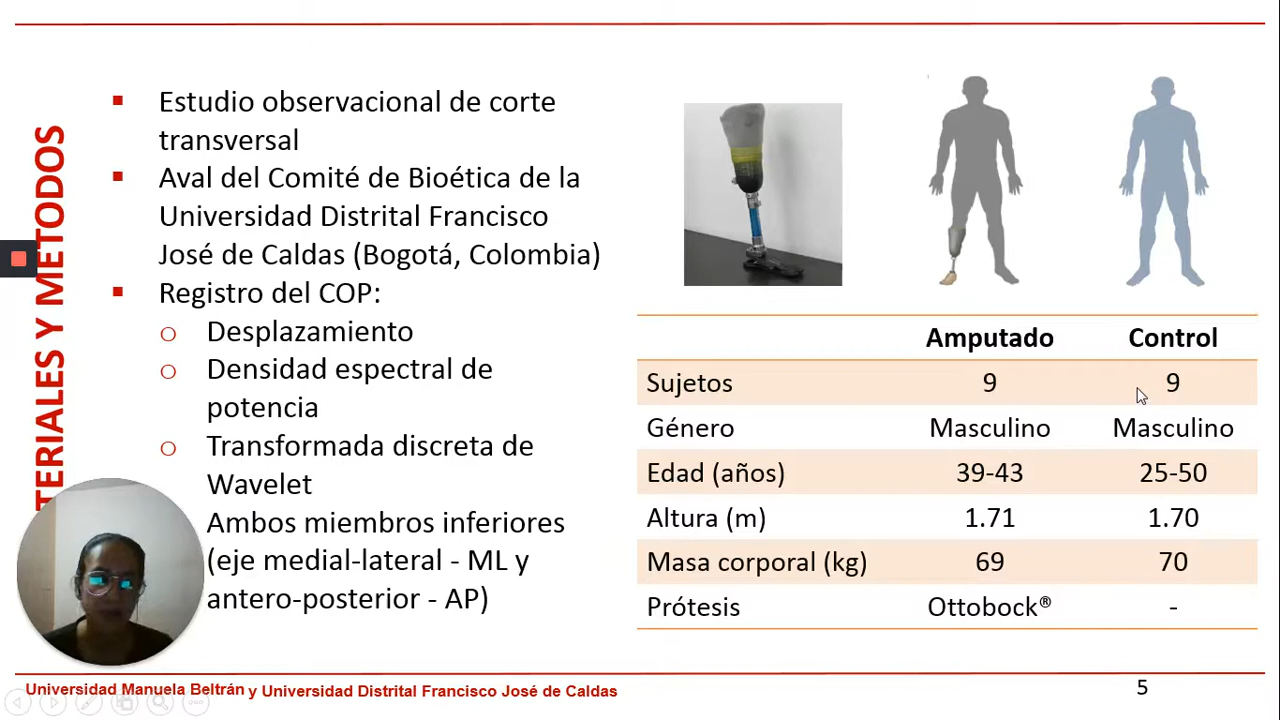 TERIALES Y METODOS
Estudio observacional de corte
transversal
Aval del Comité de Bioética de la
Universidad Distrital Francisco
José de Caldas (Bogotá, Colombia)
Registro del COP:
Desplazamiento
Densidad espectral de
potencia
Transformada discreta de
Wavelet
Ambos miembros inferiores
(eje medial-lateral - ML y
antero-posterior - AP)
Amputado Control
Sujetos 9 9
Género Masculino Masculino
Edad (años) 39-43 25-50
Altura (m) 1.71 1.70
Masa corporal (kg) 69 70
Prótesis Ottobock® -
Universidad Manuela Beltrán y Universidad Distrital Francisco José de Caldas
5